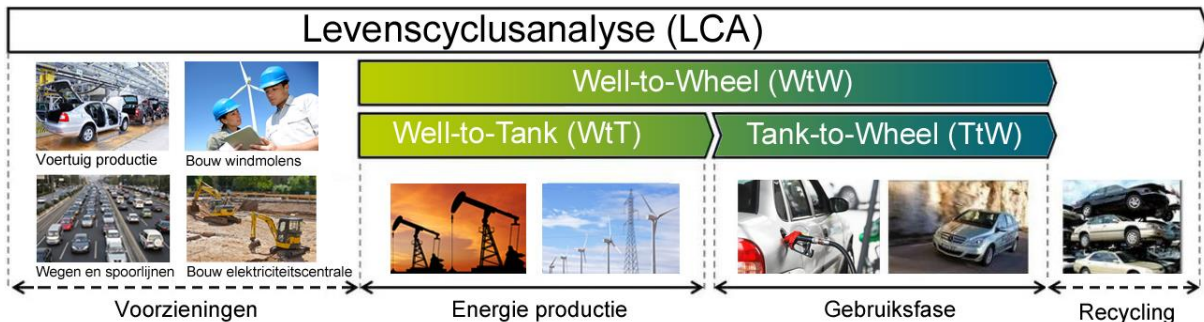 Levenscyclusanalyse (LCA)
Well-to-Wheel (WtW)
Well-to-Tank (WtT)
Tank-to-Wheel (TtW)
Voertuig productie
Bouw windmolens
Wegen en spoorlijnen
Bouw elektriciteitscentrale
Voorzieningen
Energie productie
Gebruiksfase
Recycling